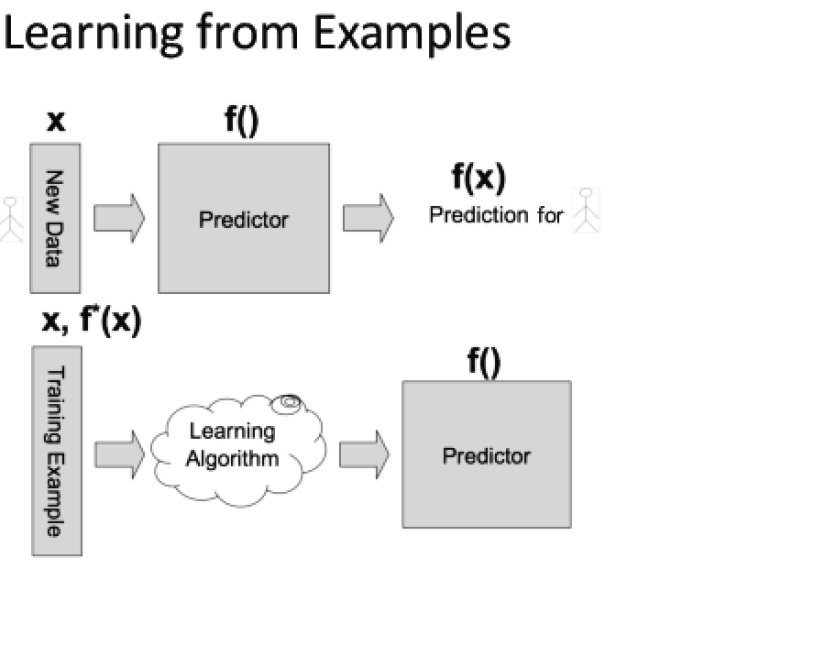 Learning from Examples
x
f()
New Data
Predictor
f(x)
Prediction for
x, f*(x)
Training Example
Learning
Algorithm
f()
Predictor